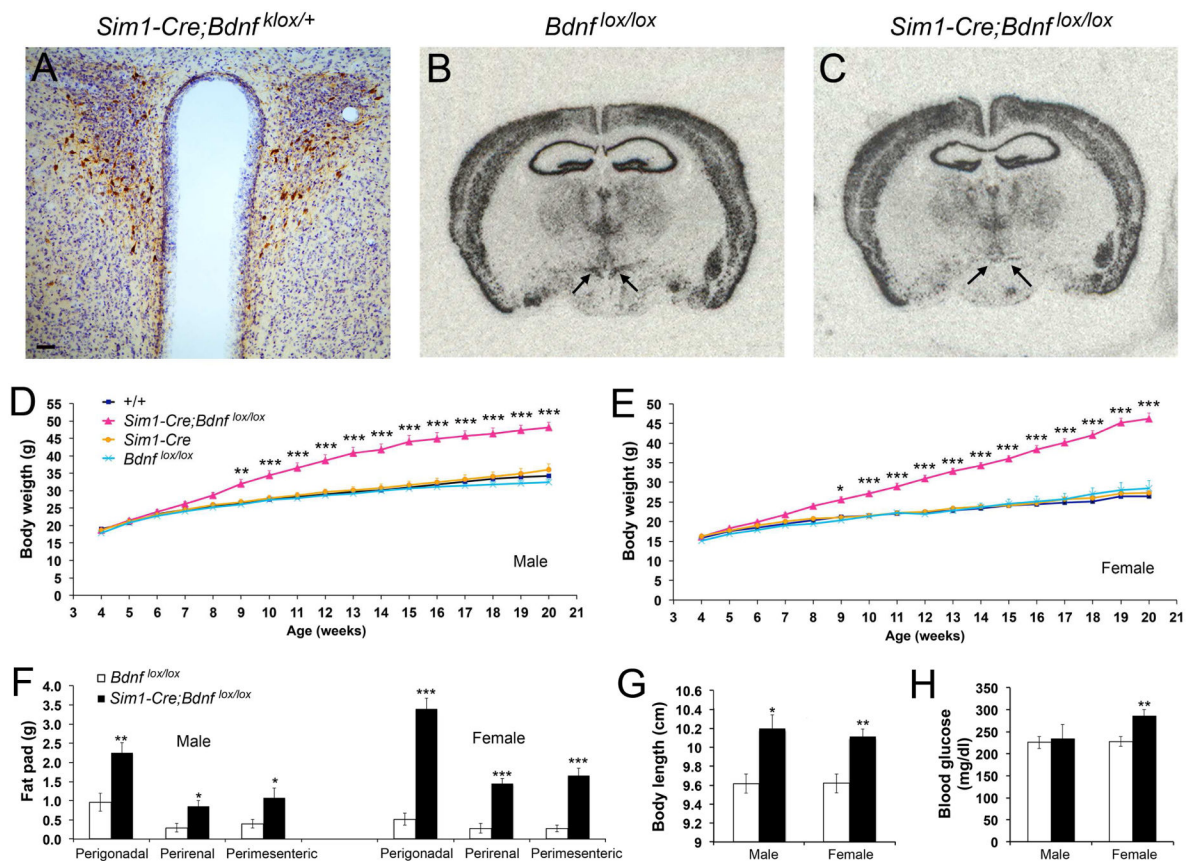 Sim1-Cre;Bdnf klox/+
Bdnf lox/lox
Sim1-Cre;Bdnf lox/lox
A
B
C
D
+/+
Sim1-Cre;Bdnf lox/lox
Sim1-Cre
Bdnf lox/lox
Body weigth (g)
55
50
45
40
35
30
25
20
15
10
5
0
** *** *** *** *** *** *** *** *** *** *** ***
Male
3 4 5 6 7 8 9 10 11 12 13 14 15 16 17 18 19 20 21
Age (weeks)
E
Body weight (g)
50
45
40
35
30
25
20
15
10
5
0
* *** *** *** *** *** *** *** *** *** *** ***
Female
3 4 5 6 7 8 9 10 11 12 13 14 15 16 17 18 19 20 21
Age (weeks)
F
Bdnf lox/lox
Sim1-Cre;Bdnf lox/lox
Fat pad (g)
4.0
3.5
3.0
2.5
2.0
1.5
1.0
0.5
0.0
Male
Female
** * * *** *** ***
Perigonadal Perirenal Perimesenteric Perigonadal Perirenal Perimesenteric
G
Body length (cm)
10.6
10.4
10.2
10
9.8
9.6
9.4
9.2
9
* **
Male Female
H
Blood glucose
(mg/dl)
350
300
250
200
150
100
50
0
**
Male Female